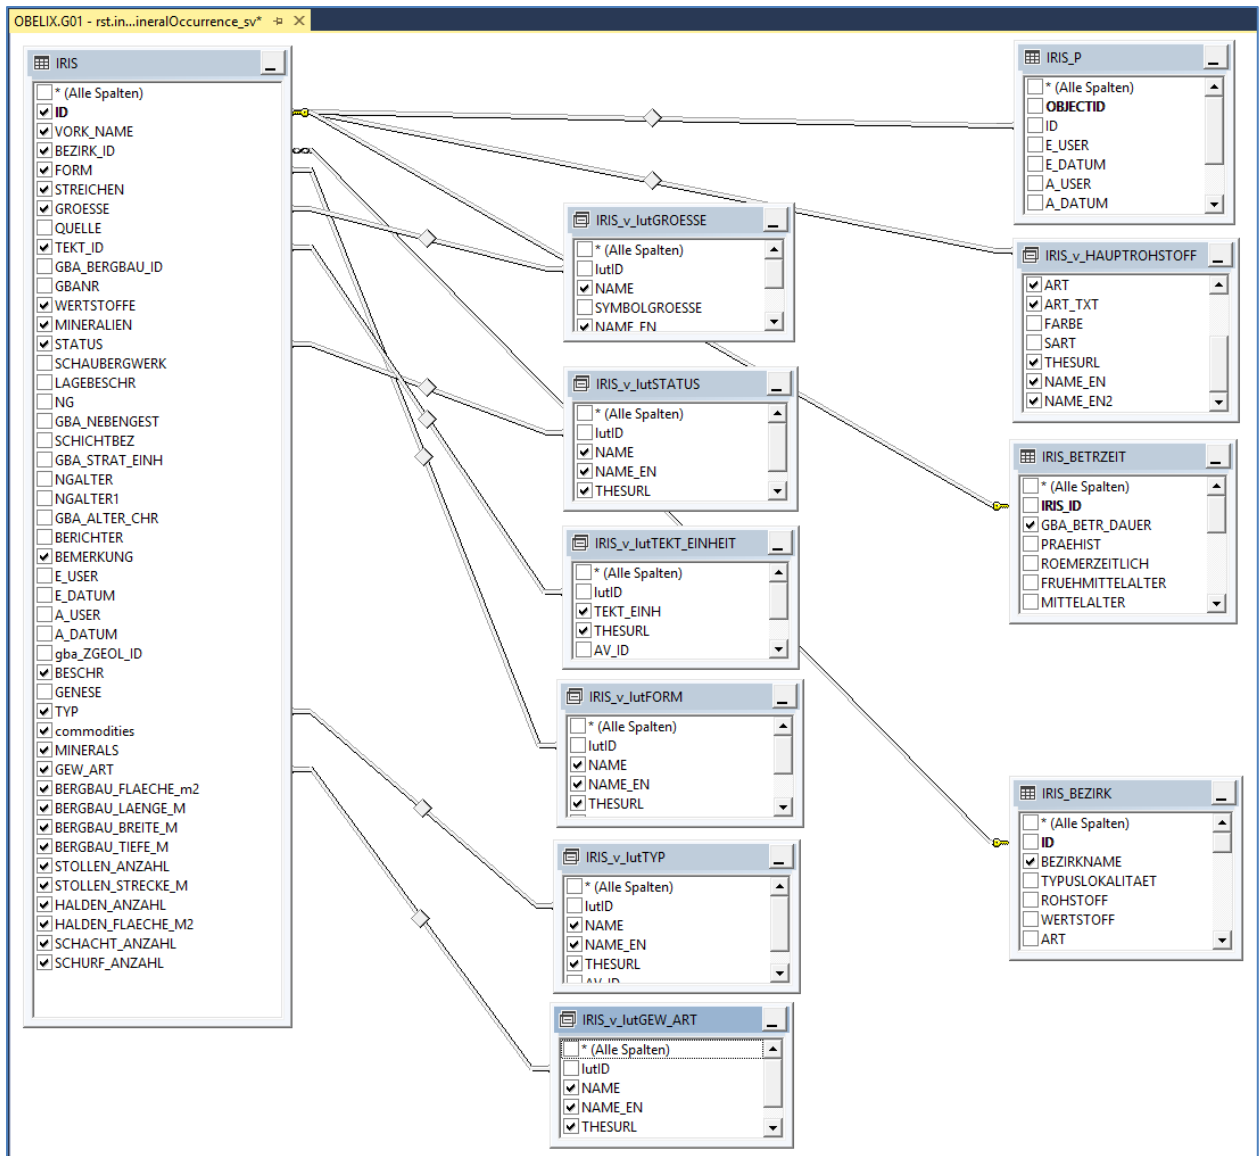 OBELIX.G01 - rst.in...ineralOccurrence_sv*
IRIS
* (Alle Spalten)
ID
VORK_NAME
BEZIRK_ID
FORM
STREICHEN
GROESSE
QUELLE
TEKT_ID
GBA_BERGBAU_ID
GBANR
WERTSTOFFE
MINERALIEN
STATUS
SCHAUBERGWERK
LAGEBESCHR
NG
GBA_NEBENGEST
SCHICHTBEZ
GBA_STRAT_EINH
NGALTER
NGALTER1
GBA_ALTER_CHR
BERICHTER
BEMERKUNG
E_USER
E_DATUM
A_USER
A_DATUM
gba_ZGEOL_ID
BESCHR
GENESE
TYP
commodities
MINERALS
GEW_ART
BERGBAU_FLAECHE_m2
BERGBAU_LAENGE_M
BERGBAU_BREITE_M
BERGBAU_TIEFE_M
STOLLEN_ANZAHL
STOLLEN_STRECKE_M
HALDEN_ANZAHL
HALDEN_FLAECHE_M2
SCHACHT_ANZAHL
SCHURF_ANZAHL
IRIS_v_lutGROESSE
* (Alle Spalten)
lutID
NAME
SYMBOLGROESSE
NAME_EN
IRIS_v_lutSTATUS
* (Alle Spalten)
lutID
NAME
NAME_EN
THESURL
IRIS_v_lutTEKT_EINHEIT
* (Alle Spalten)
lutID
TEKT_EINH
THESURL
AV_ID
IRIS_v_lutFORM
* (Alle Spalten)
lutID
NAME
NAME_EN
THESURL
IRIS_v_lutTYP
* (Alle Spalten)
lutID
NAME
NAME_EN
THESURL
AV_ID
IRIS_v_lutGEW_ART
* (Alle Spalten)
lutID
NAME
NAME_EN
THESURL
IRIS_P
* (Alle Spalten)
OBJECTID
ID
E_USER
E_DATUM
A_USER
A_DATUM
IRIS_v_HAUPTROHSTOFF
ART
ART_TXT
FARBE
SART
THESURL
NAME_EN
NAME_EN2
IRIS_BETRZEIT
* (Alle Spalten)
IRIS_ID
GBA_BETR_DAUER
PRAEHIST
ROEMERZEITLICH
FRUEHMITTELALTER
MITTELALTER
IRIS_BEZIRK
* (Alle Spalten)
ID
BEZIRKNAME
TYPUSLOKALITAET
ROHSTOFF
WERTSTOFF
ART